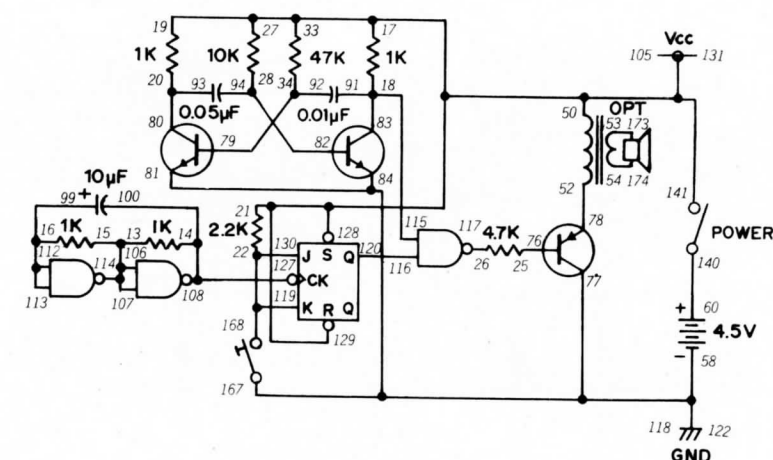 19 27 33 17
1K 10K 47K 1K
20 93 94 28 34 92 91 18
0.05µF 0.01µF
80 79 82 83
81 84
Vcc
105 131
OPT
50 53 173
52 54 174
78
76
77
141
POWER
140
+ 60
4.5V
− 58
118 122
GND
10µF
99 + 100
1K 1K
16 15 13 14
112 114 106
113 107 108
21
2.2K
22
128
130 J S Q 120
127 CK
119 K R Q
129
168
167
115 117 4.7K
116 26 25